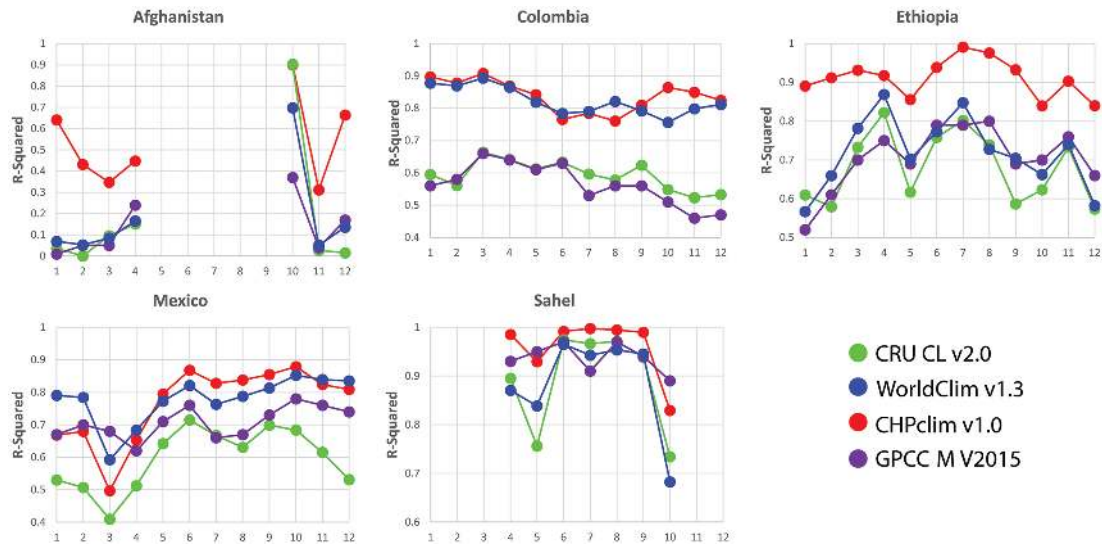 Afghanistan
R-Squared
1
0.9
0.8
0.7
0.6
0.5
0.4
0.3
0.2
0.1
0
1 2 3 4 5 6 7 8 9 10 11 12
Colombia
R-Squared
1
0.9
0.8
0.7
0.6
0.5
0.4
1 2 3 4 5 6 7 8 9 10 11 12
Ethiopia
R-Squared
1
0.9
0.8
0.7
0.6
0.5
1 2 3 4 5 6 7 8 9 10 11 12
Mexico
R-Squared
1
0.9
0.8
0.7
0.6
0.5
0.4
1 2 3 4 5 6 7 8 9 10 11 12
Sahel
R-Squared
1
0.9
0.8
0.7
0.6
1 2 3 4 5 6 7 8 9 10 11 12
CRU CL v2.0
WorldClim v1.3
CHPclim v1.0
GPCC M V2015